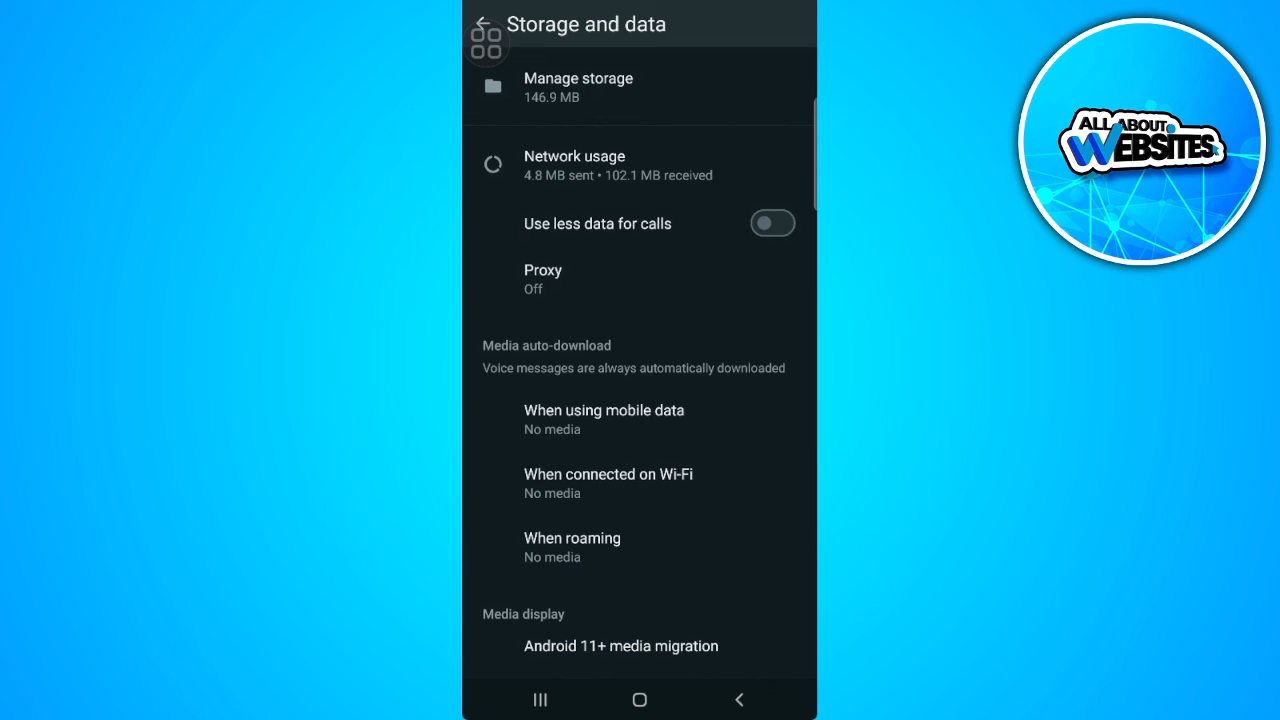 Storage and data
Manage storage
146.9 MB
Network usage
4.8 MB sent • 102.1 MB received
Use less data for calls
Proxy
Off
Media auto-download
Voice messages are always automatically downloaded
When using mobile data
No media
When connected on Wi-Fi
No media
When roaming
No media
Media display
Android 11+ media migration
ALL ABOUT
WEBSITES